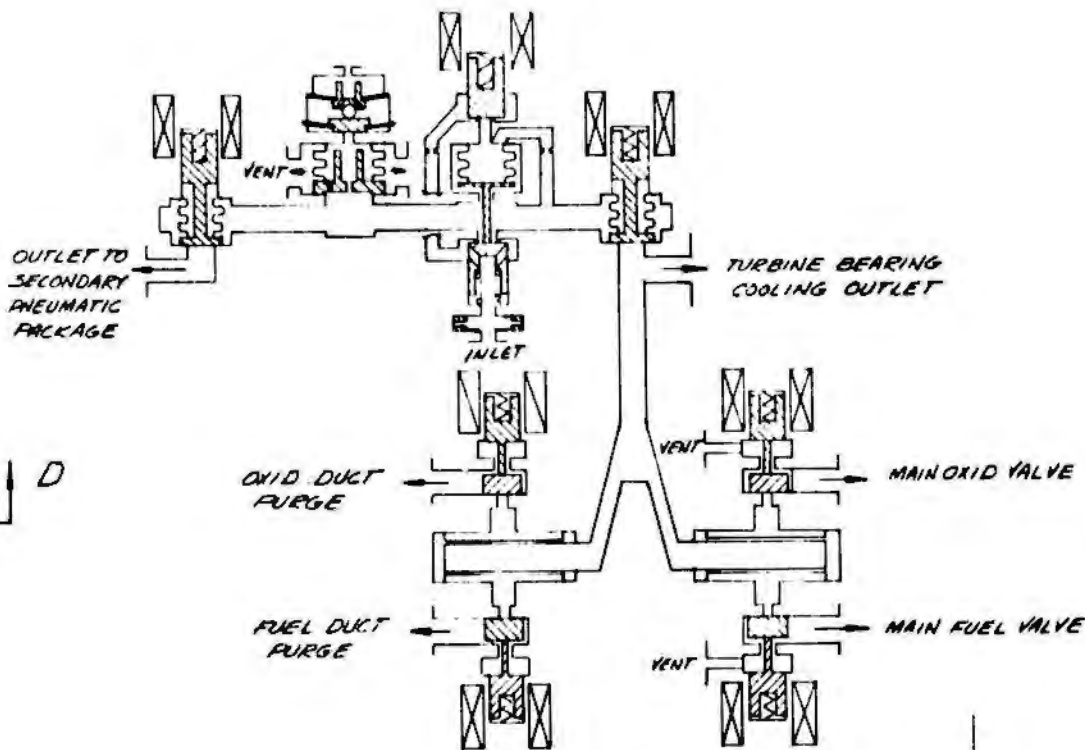 VENT
OUTLET TO
SECONDARY
PNEUMATIC
PACKAGE
TURBINE BEARING
COOLING OUTLET
INLET
D
OXID DUCT
PURGE
VENT
MAIN OXID VALVE
FUEL DUCT
PURGE
MAIN FUEL VALVE
VENT